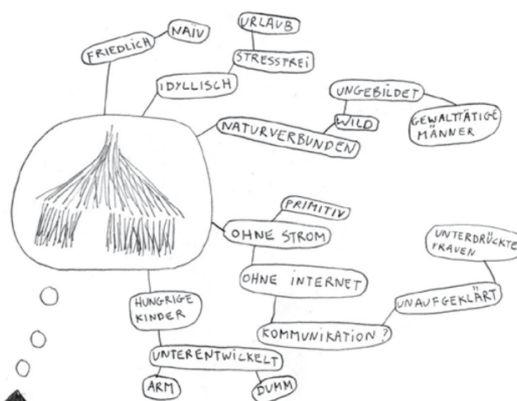 FRIEDLICH
NAÏV
URLAUB
STRESSFREI
IDYLLISCH
NATURVERBUNDEN
WILD
UNGEBILDET
GEWALTTÄTIGE
MÄNNER
OHNE STROM
PRIMITIV
OHNE INTERNET
KOMMUNIKATION?
UNAUFGEKLÄRT
UNTERDRÜCKTE
FRAUEN
HUNGRIGE
KINDER
UNTERENTWICKELT
ARM
DUMM